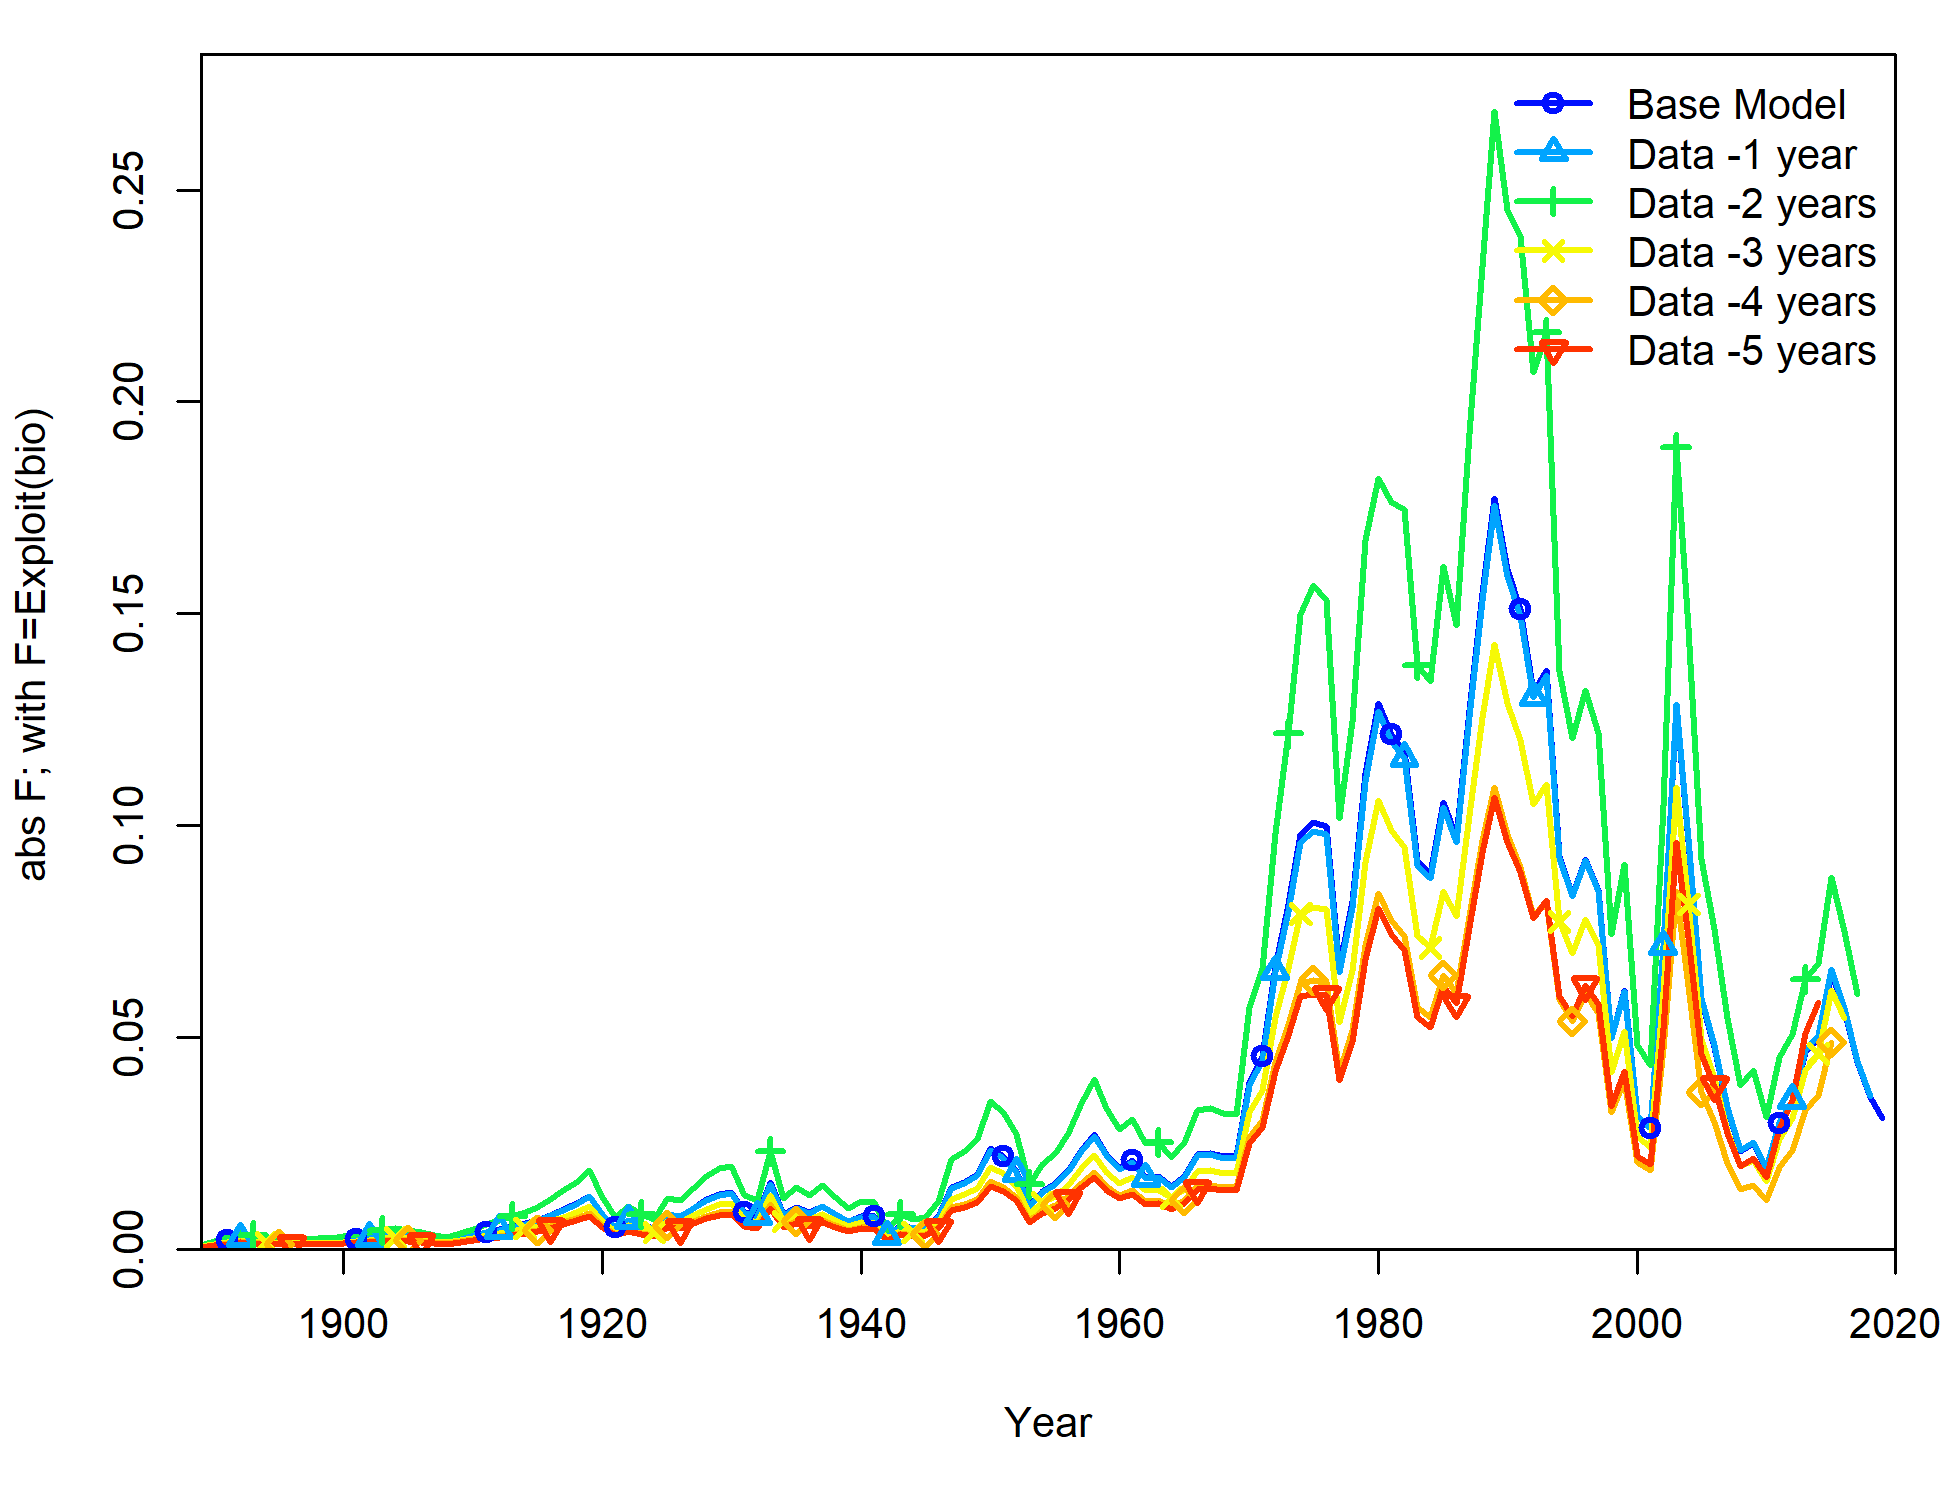 Base Model
Data -1 year
Data -2 years
Data -3 years
Data -4 years
Data -5 years
abs F; with F=Exploit(bio)
0.25
0.20
0.15
0.10
0.05
0.00
1900 1920 1940 1960 1980 2000 2020
Year